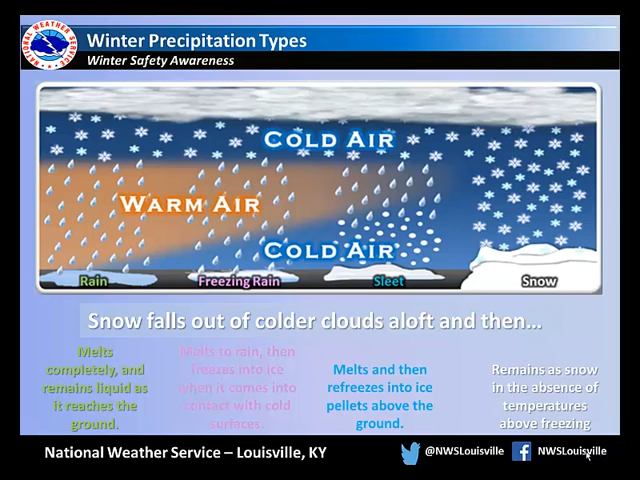 NATIONAL WEATHER SERVICE
Winter Precipitation Types
Winter Safety Awareness
COLD AIR
WARM AIR
COLD AIR
Rain
Freezing Rain
Sleet
Snow
Snow falls out of colder clouds aloft and then…
Melts
completely, and
remains liquid as
it reaches the
ground.
Melts to rain, then
freezes into ice
when it comes into
contact with cold
surfaces.
Melts and then
refreezes into ice
pellets above the
ground.
Remains as snow
in the absence of
temperatures
above freezing
National Weather Service – Louisville, KY
@NWSLouisville
NWSLouisville